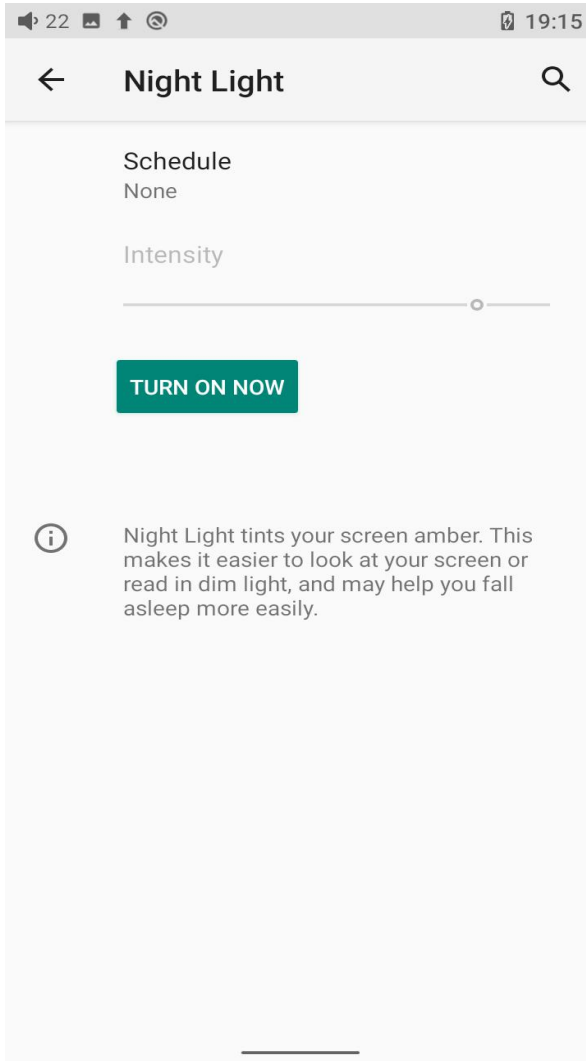 22 19:15
Night Light
Schedule
None
Intensity
TURN ON NOW
Night Light tints your screen amber. This
makes it easier to look at your screen or
read in dim light, and may help you fall
asleep more easily.